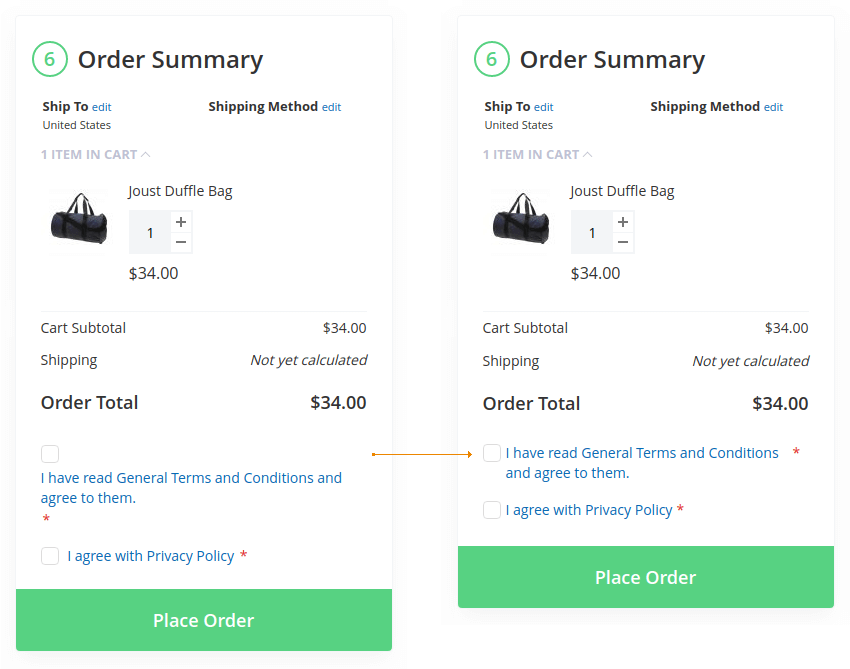 6 Order Summary
Ship To edit Shipping Method edit
United States
1 ITEM IN CART
Joust Duffle Bag
1 +
−
$34.00
Cart Subtotal $34.00
Shipping Not yet calculated
Order Total $34.00
I have read General Terms and Conditions and
agree to them.
*
I agree with Privacy Policy *
Place Order
6 Order Summary
Ship To edit Shipping Method edit
United States
1 ITEM IN CART
Joust Duffle Bag
1 +
−
$34.00
Cart Subtotal $34.00
Shipping Not yet calculated
Order Total $34.00
I have read General Terms and Conditions *
and agree to them.
I agree with Privacy Policy *
Place Order